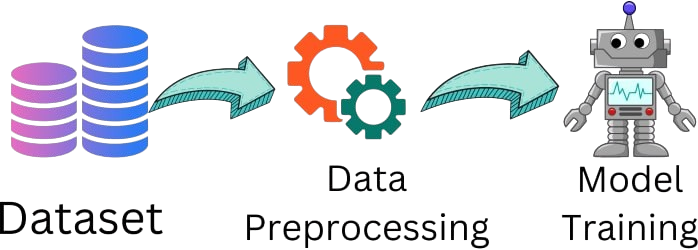 Dataset
Data
Preprocessing
Model
Training